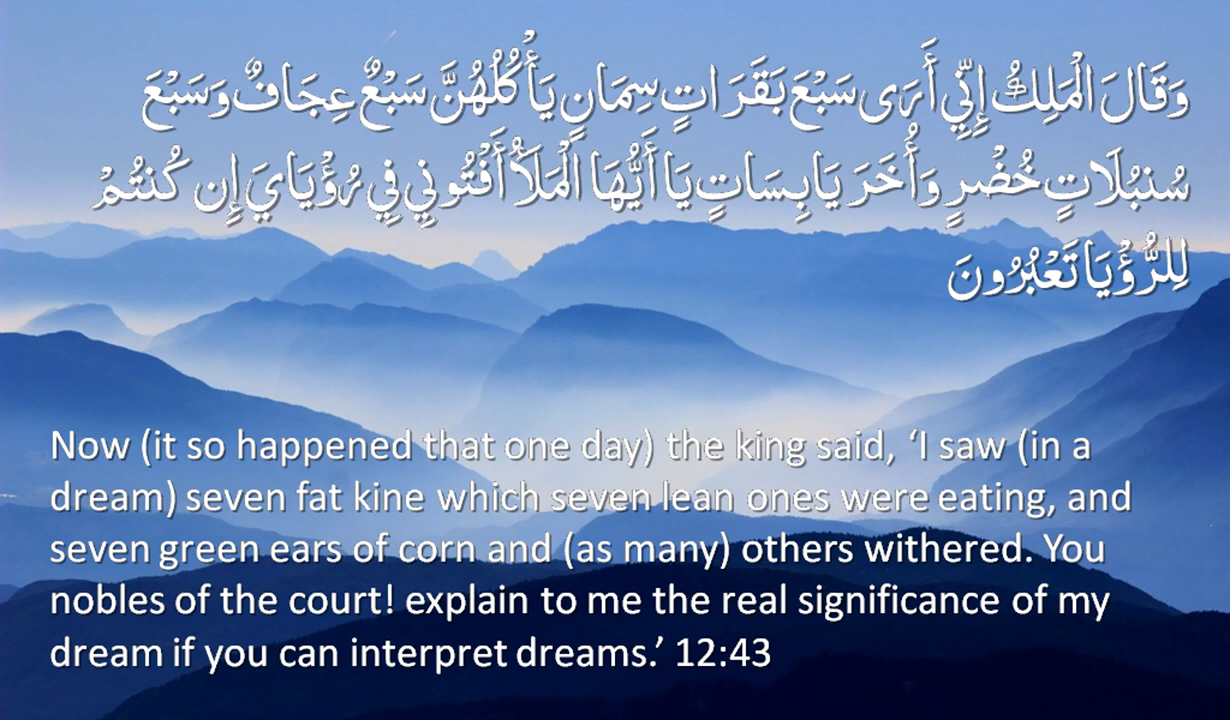 وَقَالَ الْمَلِكُ إِنِّي أَرَى سَبْعَ بَقَرَاتٍ سِمَانٍ يَأْكُلُهُنَّ سَبْعٌ عِجَافٌ وَسَبْعَ
سُنبُلَاتٍ خُضْرٍ وَأُخَرَ يَابِسَاتٍ يَا أَيُّهَا الْمَلَأُ أَفْتُونِي فِي رُؤْيَايَ إِن كُنتُمْ
لِلرُّؤْيَا تَعْبُرُونَ
Now (it so happened that one day) the king said, ‘I saw (in a
dream) seven fat kine which seven lean ones were eating, and
seven green ears of corn and (as many) others withered. You
nobles of the court! explain to me the real significance of my
dream if you can interpret dreams.’ 12:43